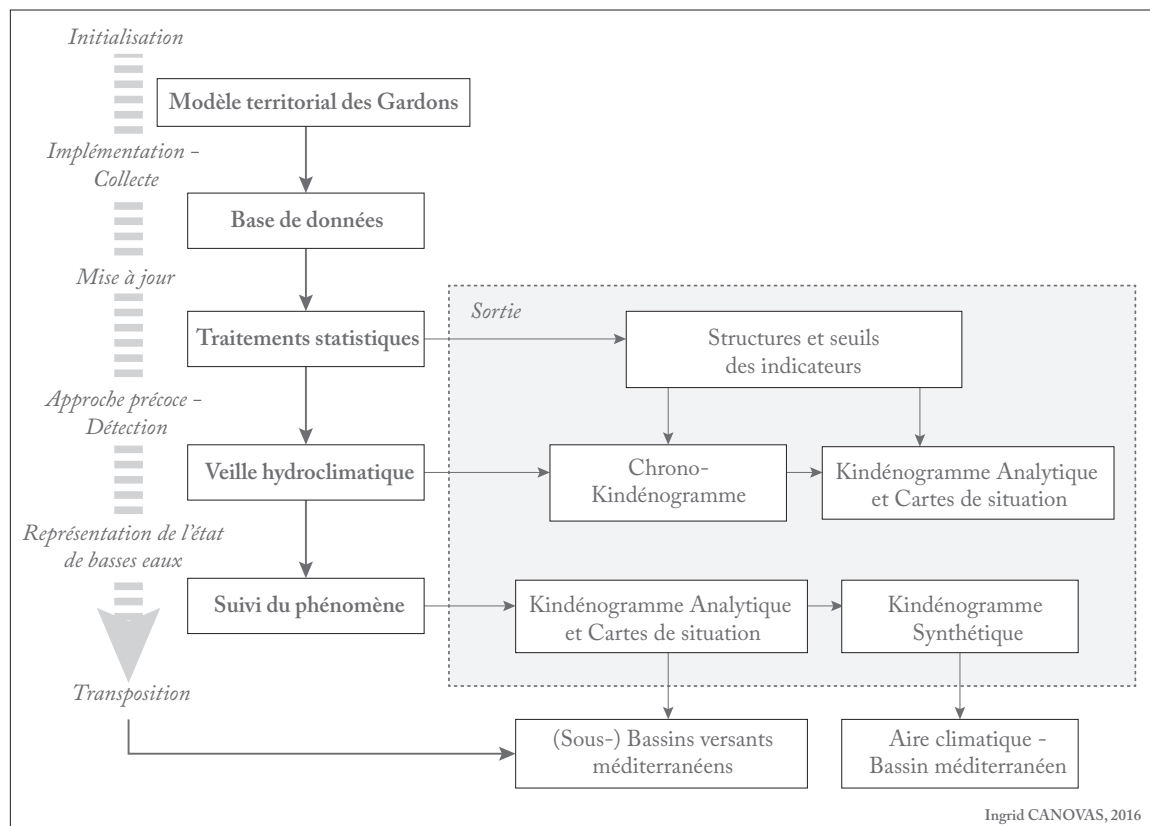 Initialisation
Modèle territorial des Gardons
Implémentation -
Collecte
Base de données
Mise à jour
Sortie
Traitements statistiques
Structures et seuils
des indicateurs
Approche précoce -
Détection
Veille hydroclimatique
Chrono-
Kindénogramme
Kindénogramme Analytique
et Cartes de situation
Représentation de l'état
de basses eaux
Suivi du phénomène
Kindénogramme Analytique
et Cartes de situation
Kindénogramme
Synthétique
Transposition
(Sous-) Bassins versants
méditerranéens
Aire climatique -
Bassin méditerranéen
Ingrid CANOVAS, 2016